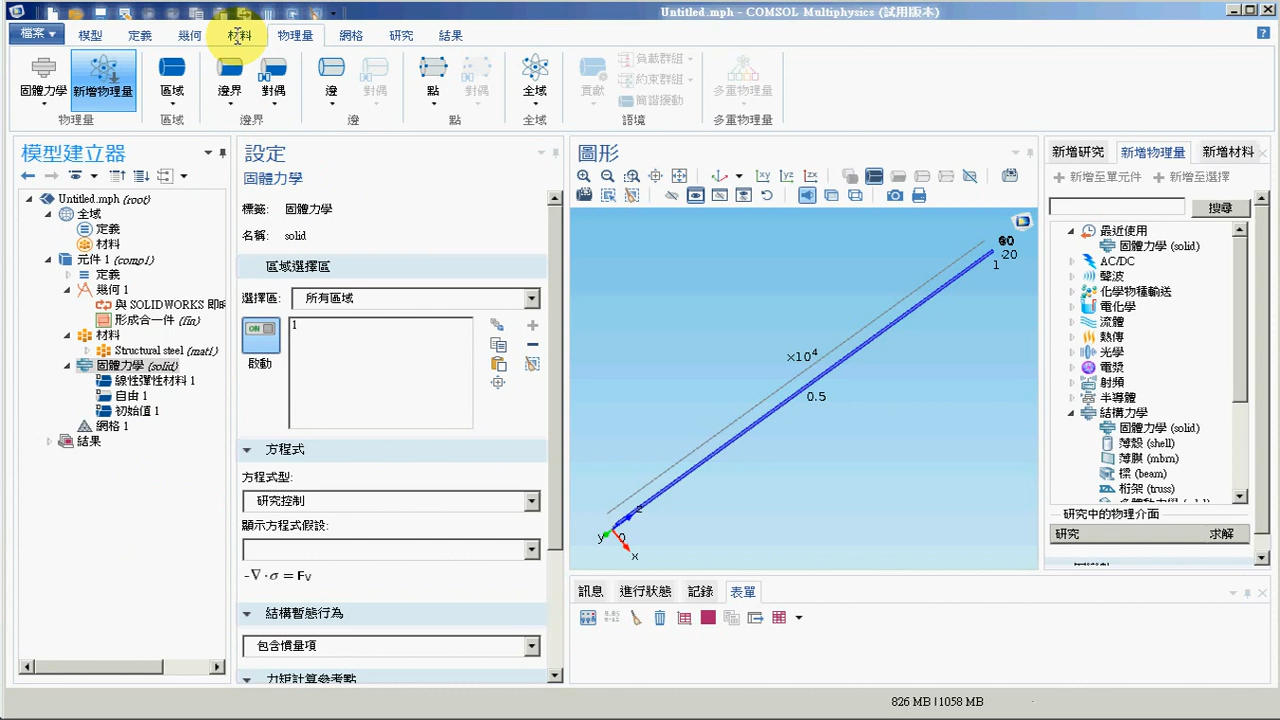 Untitled.mph - COMSOL Multiphysics (試用版本)
檔案 模型 定義 幾何 材料 物理量 網格 研究 結果
固體力學 新增物理量 區域 邊界 對偶 邊 對偶 點 對偶 全域 貢獻 負載群組 約束群組 簡諧擾動 多重物理量
物理量 區域 邊界 邊 點 全域 語境 多重物理量
模型建立器
Untitled.mph (root)
全域
定義
材料
元件 1 (comp1)
定義
幾何 1
與 SOLIDWORKS 即時
形成合一件 (fin)
材料
Structural steel (mat1)
固體力學 (solid)
線性彈性材料 1
自由 1
初始值 1
網格 1
結果
設定
固體力學
標籤: 固體力學
名稱: solid
區域選擇區
選擇區: 所有區域
ON
啟動
1
方程式
方程式型:
研究控制
顯示方程式假設:
-∇·σ = Fv
結構暫態行為
包含慣量項
力矩計算參考點
圖形
xy yz zx
60
20
1
×10⁴
0.5
0
y
z
x
訊息 進行狀態 記錄 表單
新增研究 新增物理量 新增材料
新增至單元件 新增至選擇
搜尋
最近使用
固體力學 (solid)
AC/DC
聲波
化學物種輸送
電化學
流體
熱傳
光學
電漿
射頻
半導體
結構力學
固體力學 (solid)
薄殼 (shell)
薄膜 (mbrn)
樑 (beam)
桁架 (truss)
研究中的物理介面
研究 求解
826 MB | 1058 MB